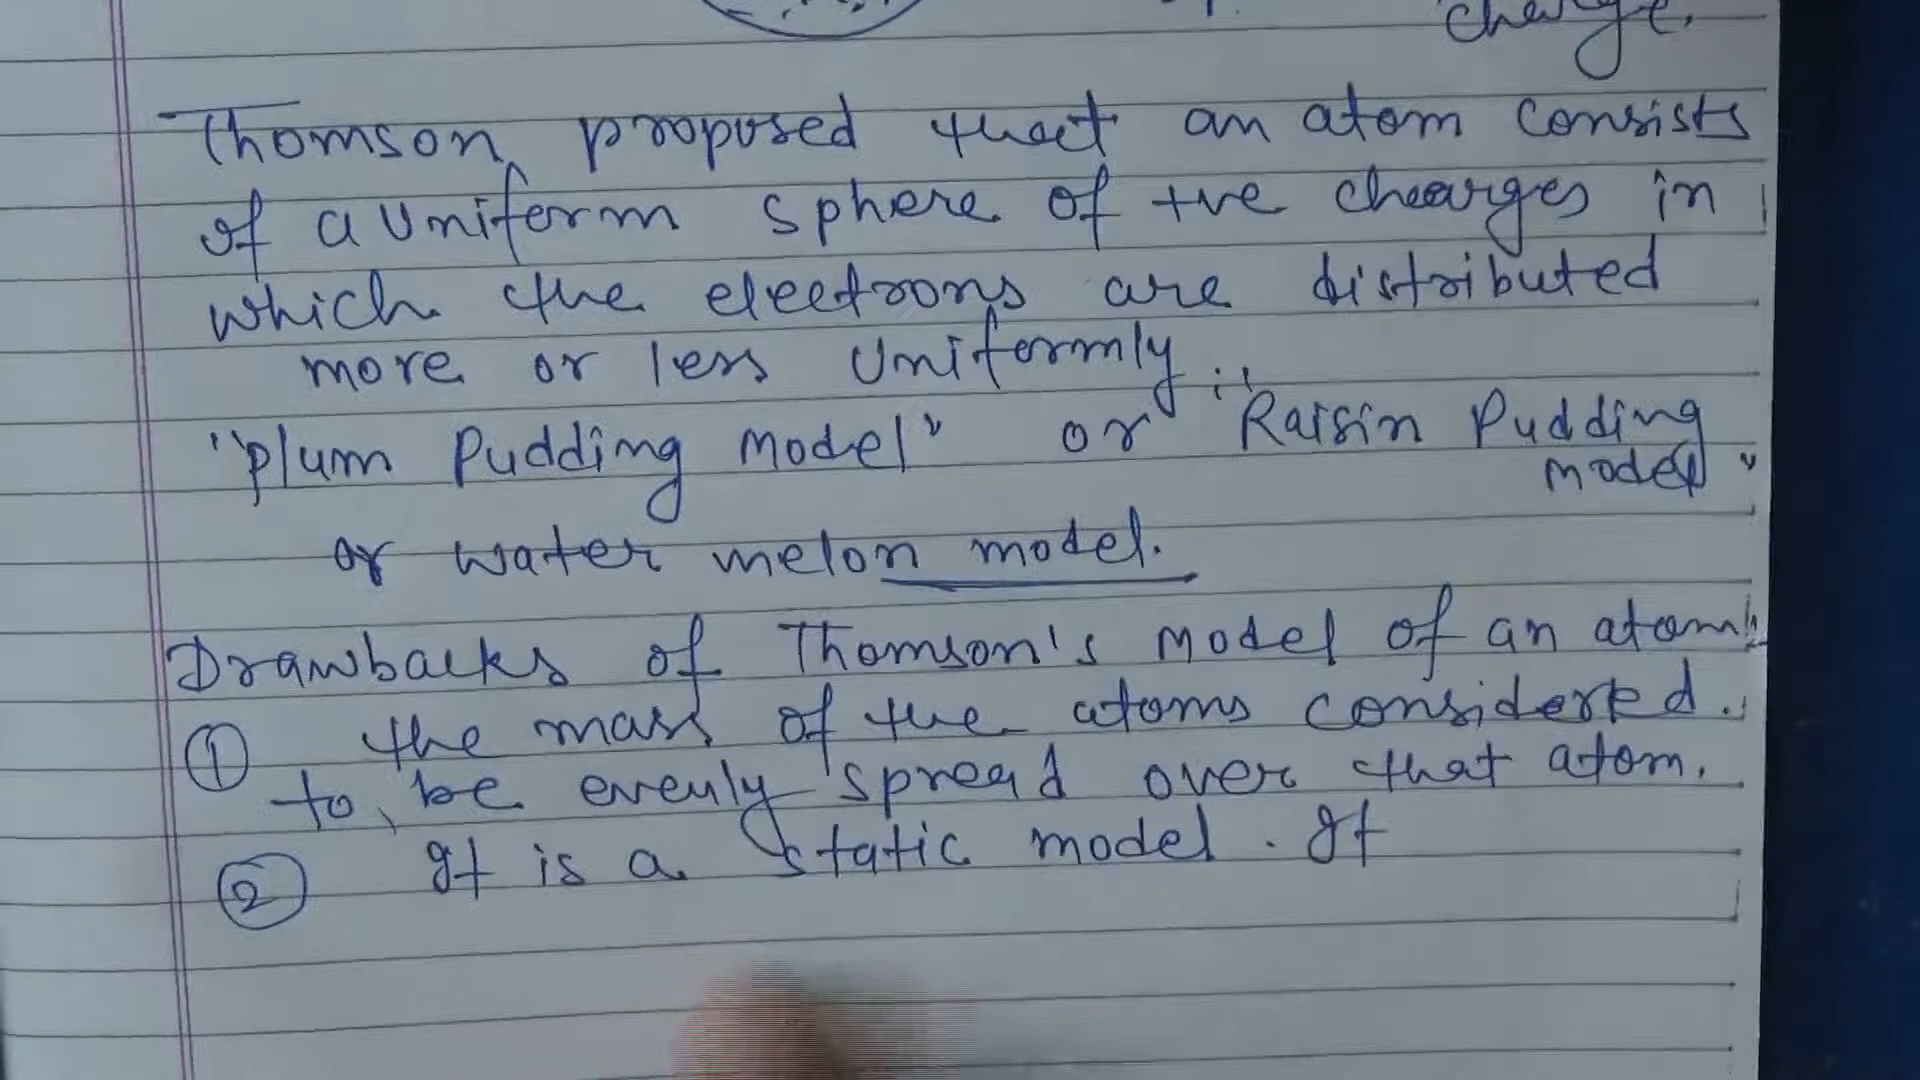 charge.
Thomson proposed that an atom consists
of a uniform sphere of +ve charges in
which the electrons are distributed
more or less uniformly
"Plum Pudding Model" or "Raisin Pudding
model"
or water melon model.
Drawbacks of Thomson's Model of an atom
① the mass of the atoms considered.
to, be evenly spread over that atom.
② It is a static model. It